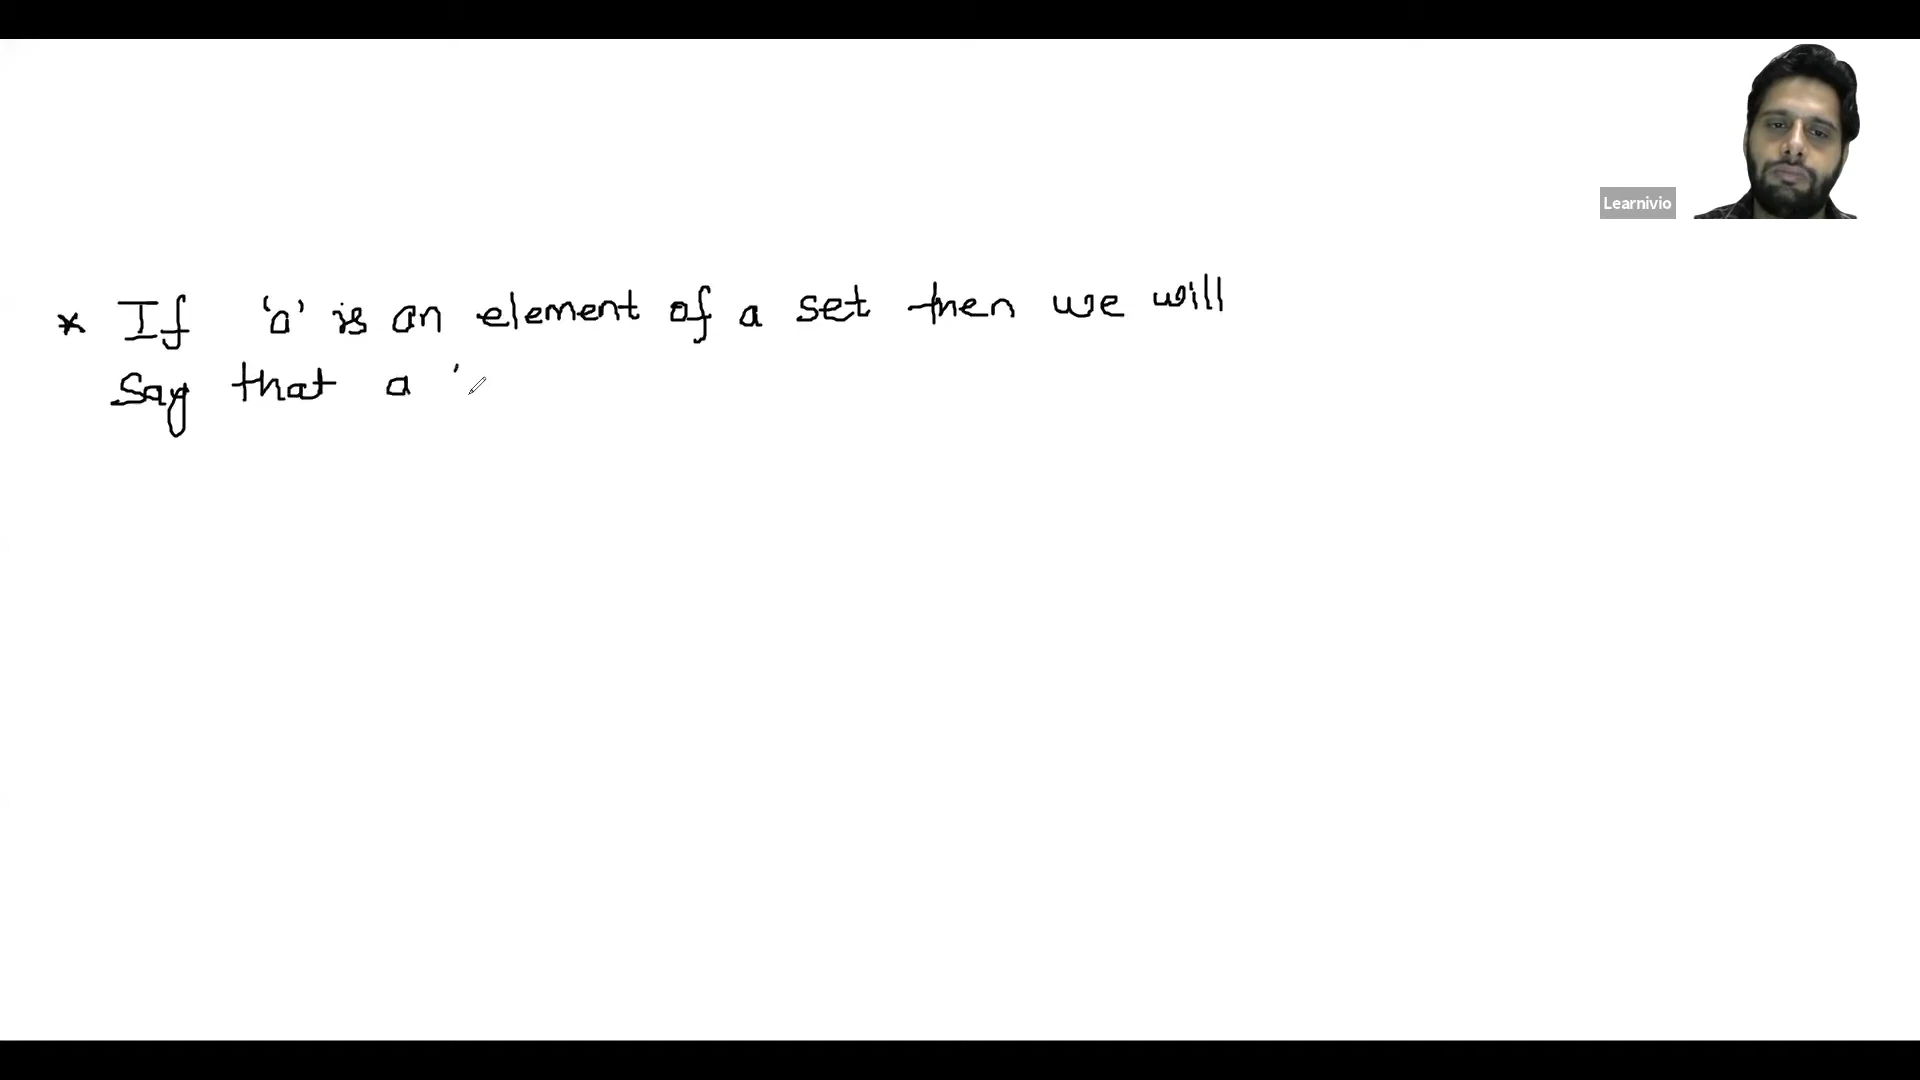 Learnivio
* If 'a' is an element of a set then we will
Say that a '